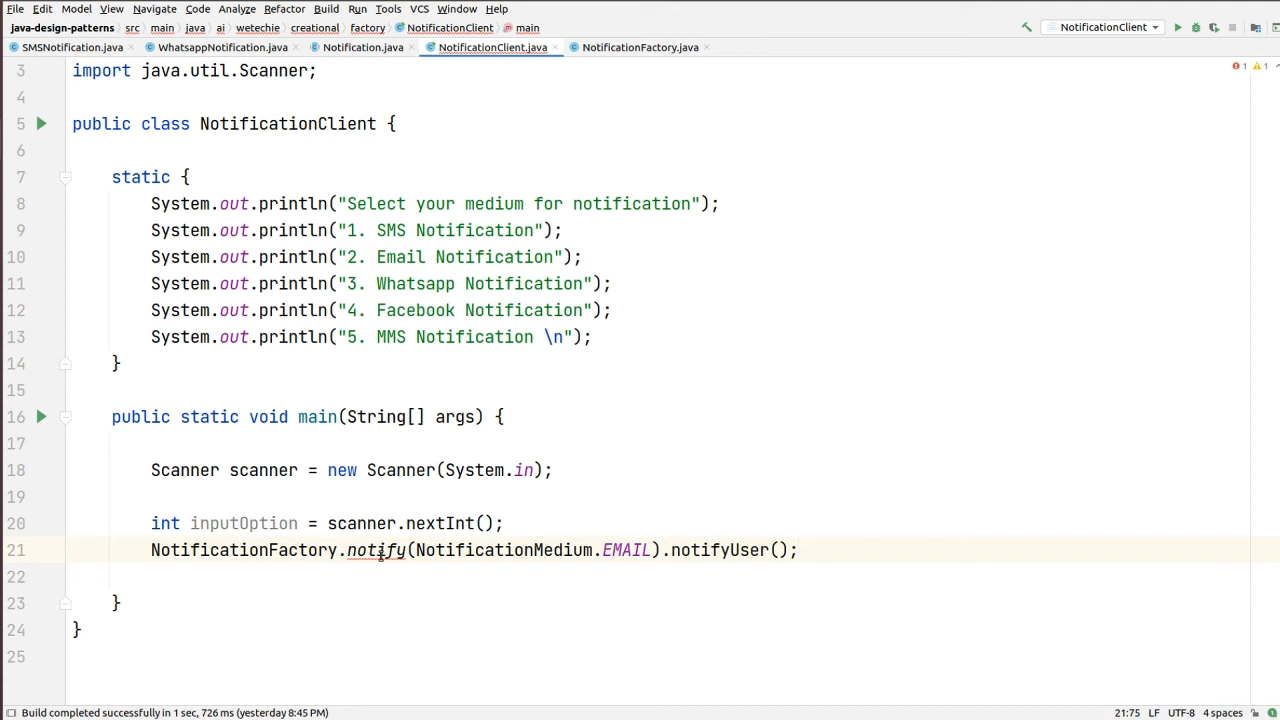 File Edit Model View Navigate Code Analyze Refactor Build Run Tools VCS Window Help
java-design-patterns src main java ai wetechie creational factory NotificationClient main NotificationClient
SMSNotification.java WhatsappNotification.java Notification.java NotificationClient.java NotificationFactory.java
3 import java.util.Scanner; 1 1
4
5 public class NotificationClient {
6
7 static {
8 System.out.println("Select your medium for notification");
9 System.out.println("1. SMS Notification");
10 System.out.println("2. Email Notification");
11 System.out.println("3. Whatsapp Notification");
12 System.out.println("4. Facebook Notification");
13 System.out.println("5. MMS Notification \n");
14 }
15
16 public static void main(String[] args) {
17
18 Scanner scanner = new Scanner(System.in);
19
20 int inputOption = scanner.nextInt();
21 NotificationFactory.notify(NotificationMedium.EMAIL).notifyUser();
22
23 }
24 }
25
Build completed successfully in 1 sec, 726 ms (yesterday 8:45 PM) 21:75 LF UTF-8 4 spaces